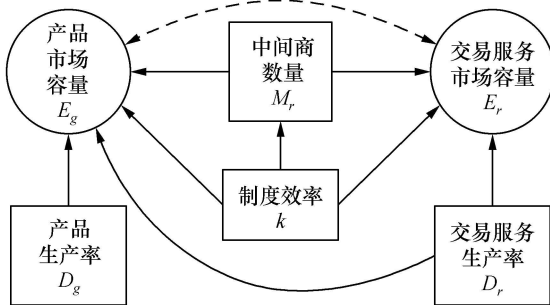 产品
市场
容量
E_g
中间商
数量
M_r
交易服务
市场容量
E_r
制度效率
k
产品
生产率
D_g
交易服务
生产率
D_r